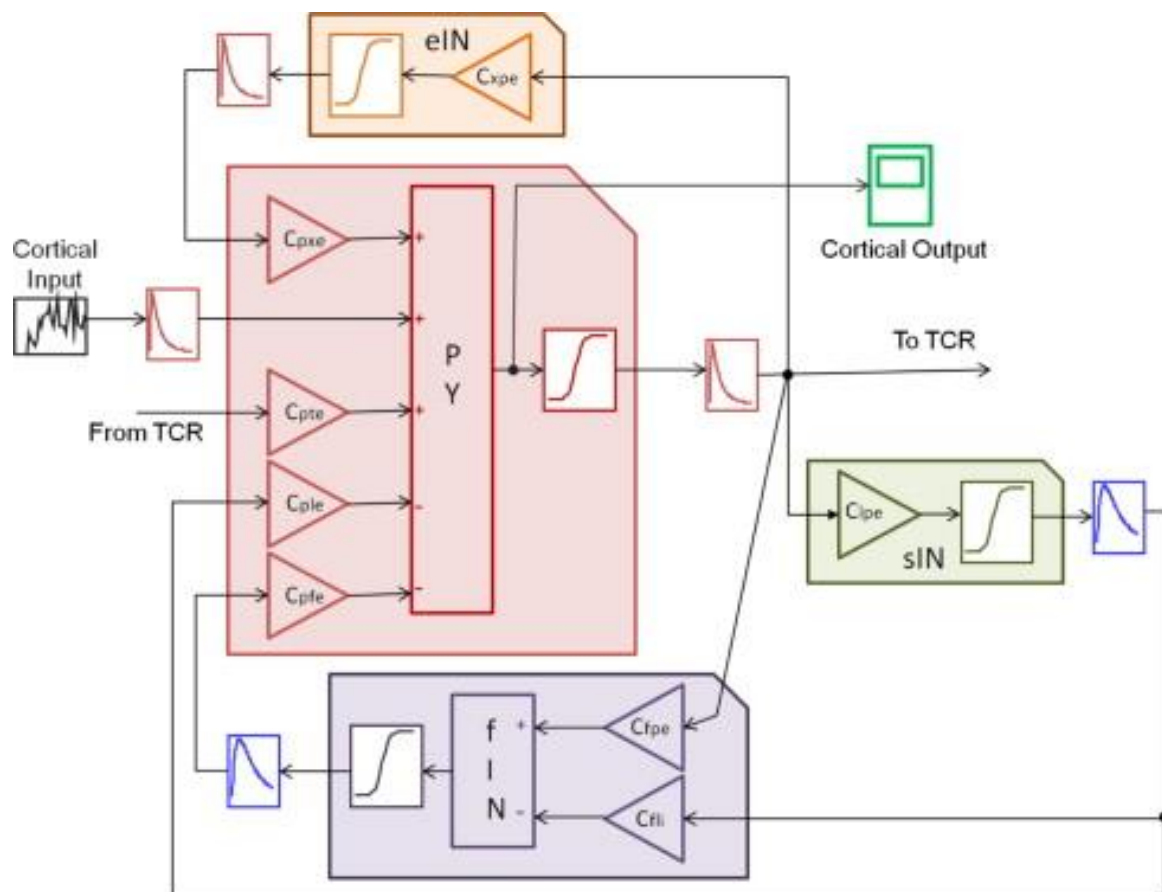 eIN
Cxpe
Cpxe
+
Cortical
Input
+
Cortical Output
P
Y
To TCR
Cpte
+
From TCR
Cple
-
Clpe
sIN
Cpfe
-
f
I
N
+
Cfpe
-
Cfli